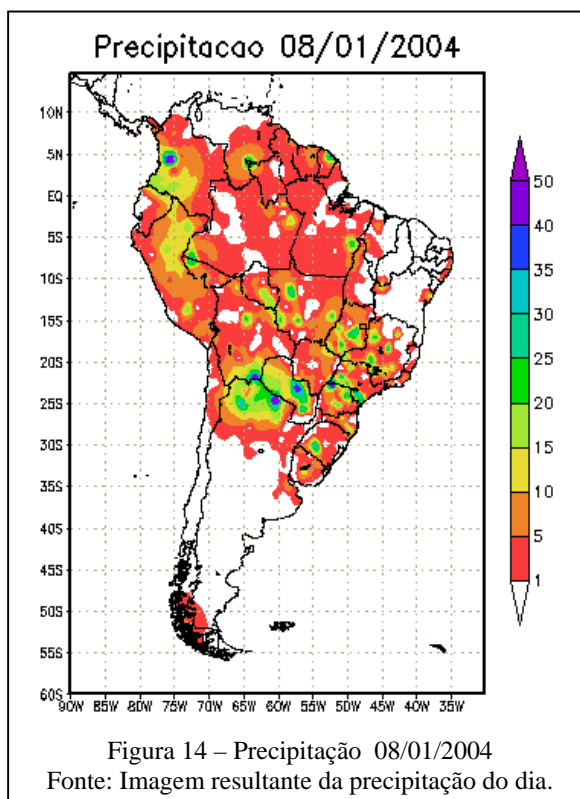 Precipitacao 08/01/2004
10N
5N
EQ
5S
10S
15S
20S
25S
30S
35S
40S
45S
50S
55S
60S
90W 85W 80W 75W 70W 65W 60W 55W 50W 45W 40W 35W
50
40
35
30
25
20
15
10
5
1
Figura 14 – Precipitação 08/01/2004
Fonte: Imagem resultante da precipitação do dia.